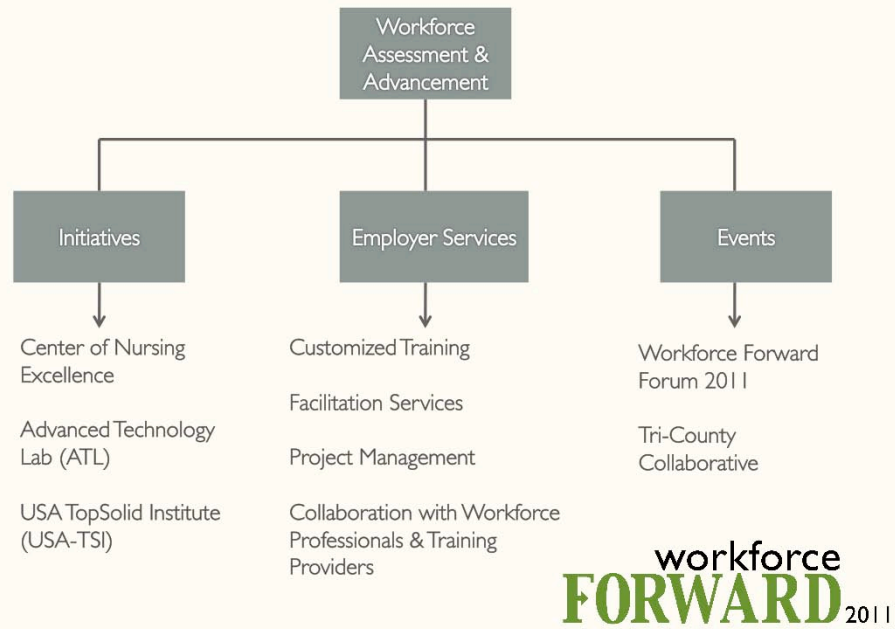 Workforce
Assessment &
Advancement
Initiatives
Employer Services
Events
Center of Nursing
Excellence
Advanced Technology
Lab (ATL)
USA TopSolid Institute
(USA-TSI)
Customized Training
Facilitation Services
Project Management
Collaboration with Workforce
Professionals & Training
Providers
Workforce Forward
Forum 2011
Tri-County
Collaborative
workforce
FORWARD 2011